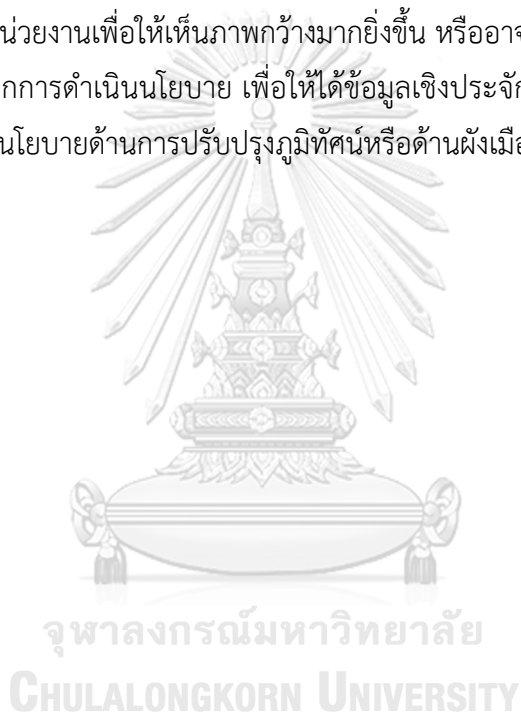 น่วยงานเพื่อให้เห็นภาพกว้างมากยิ่งขึ้น หรืออาจ
กการดำเนินนโยบาย เพื่อให้ได้ข้อมูลเชิงประจัก
นโยบายด้านการปรับปรุงภูมิทัศน์หรือด้านผังเมือ
จุฬาลงกรณ์มหาวิทยาลัย
CHULALONGKORN UNIVERSITY